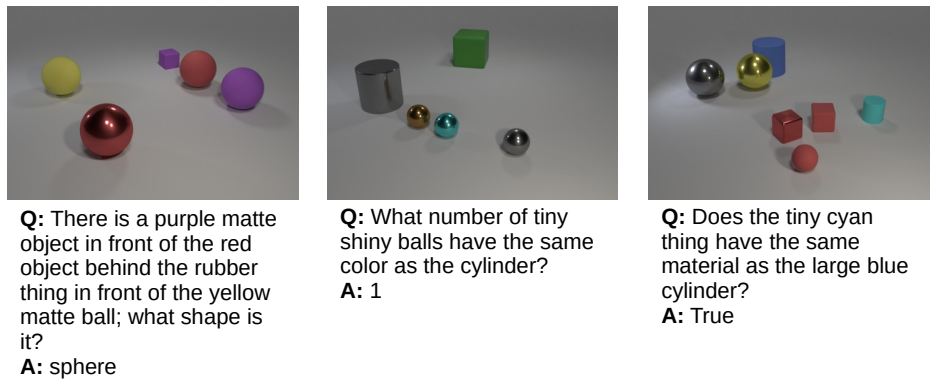 Q: There is a purple matte
object in front of the red
object behind the rubber
thing in front of the yellow
matte ball; what shape is
it?
A: sphere
Q: What number of tiny
shiny balls have the same
color as the cylinder?
A: 1
Q: Does the tiny cyan
thing have the same
material as the large blue
cylinder?
A: True